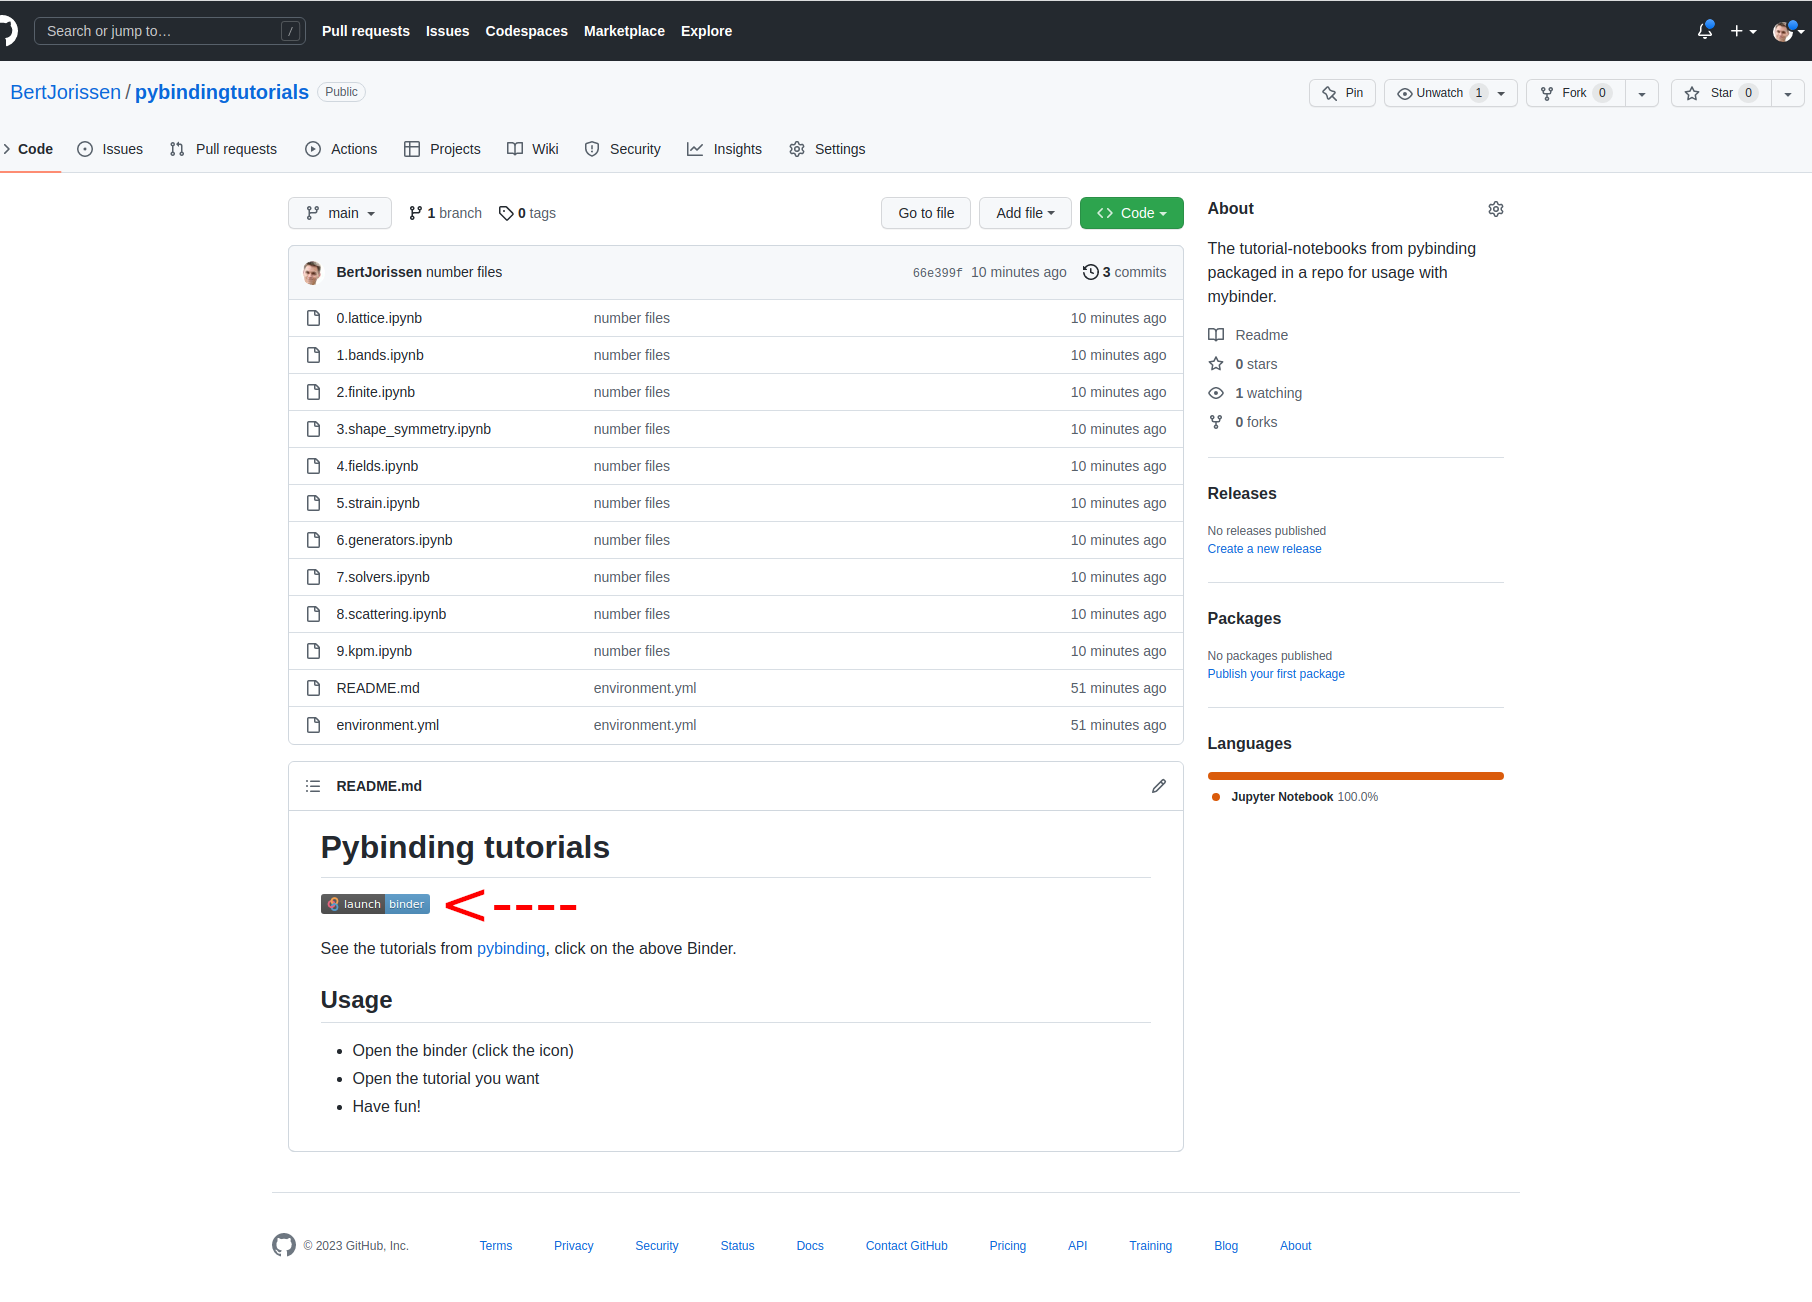 Search or jump to… /
Pull requests Issues Codespaces Marketplace Explore
BertJorissen / pybindingtutorials Public
Pin Unwatch 1 Fork 0 Star 0
Code Issues Pull requests Actions Projects Wiki Security Insights Settings
main 1 branch 0 tags Go to file Add file Code
BertJorissen number files 66e399f 10 minutes ago 3 commits
0.lattice.ipynb number files 10 minutes ago
1.bands.ipynb number files 10 minutes ago
2.finite.ipynb number files 10 minutes ago
3.shape_symmetry.ipynb number files 10 minutes ago
4.fields.ipynb number files 10 minutes ago
5.strain.ipynb number files 10 minutes ago
6.generators.ipynb number files 10 minutes ago
7.solvers.ipynb number files 10 minutes ago
8.scattering.ipynb number files 10 minutes ago
9.kpm.ipynb number files 10 minutes ago
README.md environment.yml 51 minutes ago
environment.yml environment.yml 51 minutes ago
README.md
Pybinding tutorials
launch binder <----
See the tutorials from pybinding, click on the above Binder.
Usage
• Open the binder (click the icon)
• Open the tutorial you want
• Have fun!
About
The tutorial-notebooks from pybinding
packaged in a repo for usage with
mybinder.
Readme
0 stars
1 watching
0 forks
Releases
No releases published
Create a new release
Packages
No packages published
Publish your first package
Languages
Jupyter Notebook 100.0%
© 2023 GitHub, Inc. Terms Privacy Security Status Docs Contact GitHub Pricing API Training Blog About